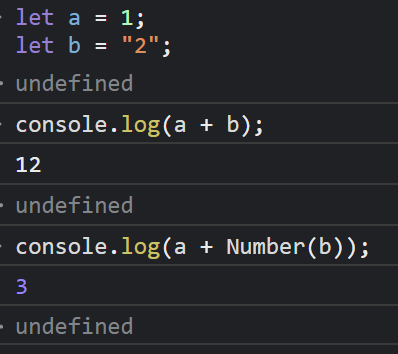 let a = 1;
let b = "2";
undefined
console.log(a + b);
12
undefined
console.log(a + Number(b));
3
undefined